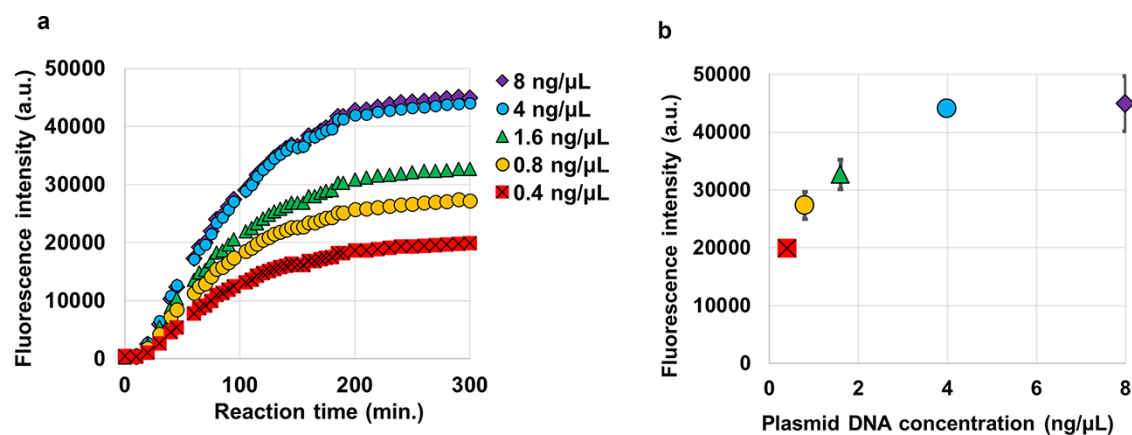 a
Fluorescence intensity (a.u.)
50000
40000
30000
20000
10000
0
0
100
200
300
Reaction time (min.)
8 ng/μL
4 ng/μL
1.6 ng/μL
0.8 ng/μL
0.4 ng/μL
b
Fluorescence intensity (a.u.)
50000
40000
30000
20000
10000
0
0
2
4
6
8
Plasmid DNA concentration (ng/μL)